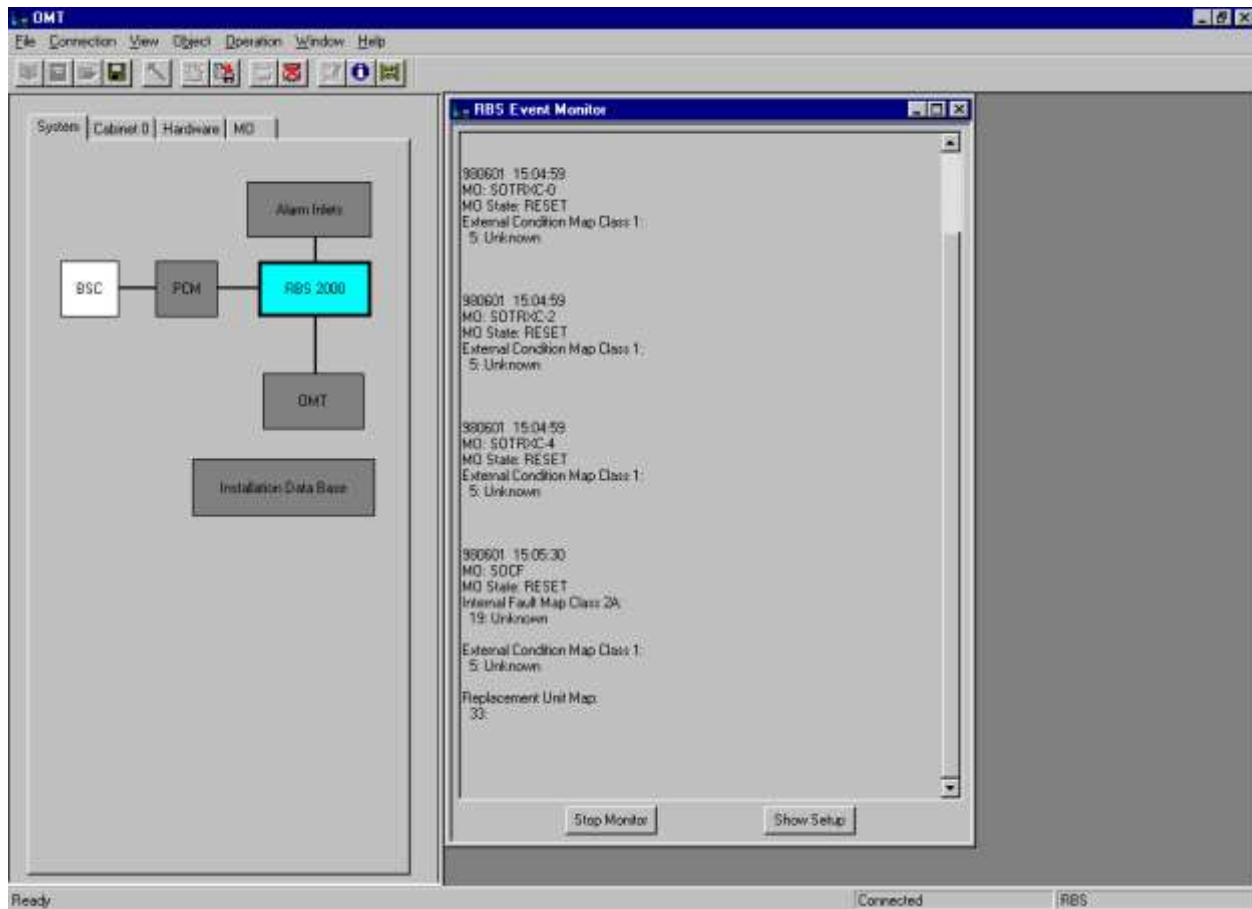 OMT
File Connection View Object Operation Window Help
System Cabinet 0 Hardware MO
Alarm Inlets
BSC
PCM
RBS 2000
OMT
Installation Data Base
RBS Event Monitor
980601 15:04:59
MO: SOTRXC-0
MO State: RESET
External Condition Map Class 1:
5: Unknown
980601 15:04:59
MO: SOTRXC-2
MO State: RESET
External Condition Map Class 1:
5: Unknown
980601 15:04:59
MO: SOTRXC-4
MO State: RESET
External Condition Map Class 1:
5: Unknown
980601 15:05:30
MO: SOCF
MO State: RESET
Internal Fault Map Class 2A:
19: Unknown
External Condition Map Class 1:
5: Unknown
Replacement Unit Map:
33:
Stop Monitor Show Setup
Ready Connected RBS